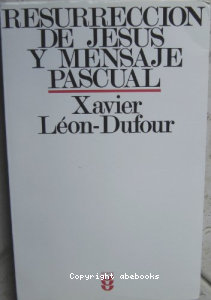 RESURRECCION
DE JESUS
Y MENSAJE
PASCUAL
Xavier
Léon-Dufour
Copyright abebooks